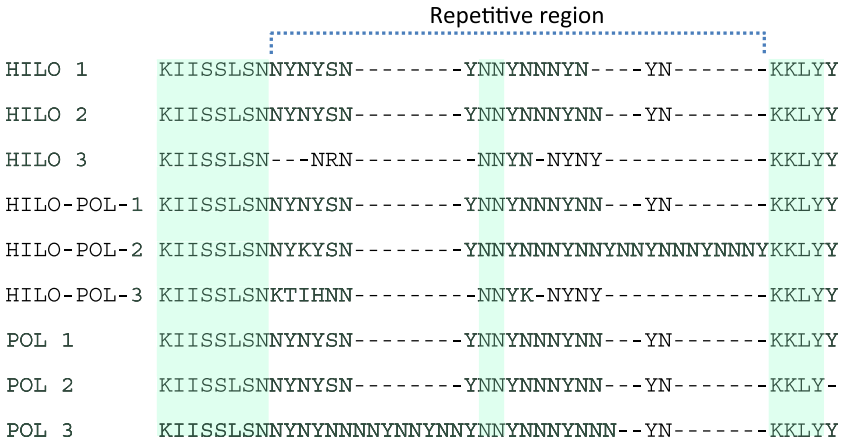 Repetitive region
HILO 1 KIISSLSNNYNYSN--------YNNYNNNYN----YN-------KKLYY
HILO 2 KIISSLSNNYNYSN--------YNNYNNNYNN---YN-------KKLYY
HILO 3 KIISSLSN---NRN---------NNYN-NYNY------------KKLYY
HILO-POL-1 KIISSLSNNYNYSN--------YNNYNNNYNN---YN-------KKLYY
HILO-POL-2 KIISSLSNNYKYSN--------YNNYNNNYNNYNNYNNNYNNNYKKLYY
HILO-POL-3 KIISSLSNKTIHNN---------NNYK-NYNY------------KKLYY
POL 1 KIISSLSNNYNYSN--------YNNYNNNYNN---YN-------KKLYY
POL 2 KIISSLSNNYNYSN--------YNNYNNNYNN---YN-------KKLY-
POL 3 KIISSLSNNYNYNNNNYNNYNNYNNYNNNYNNN--YN-------KKLYY